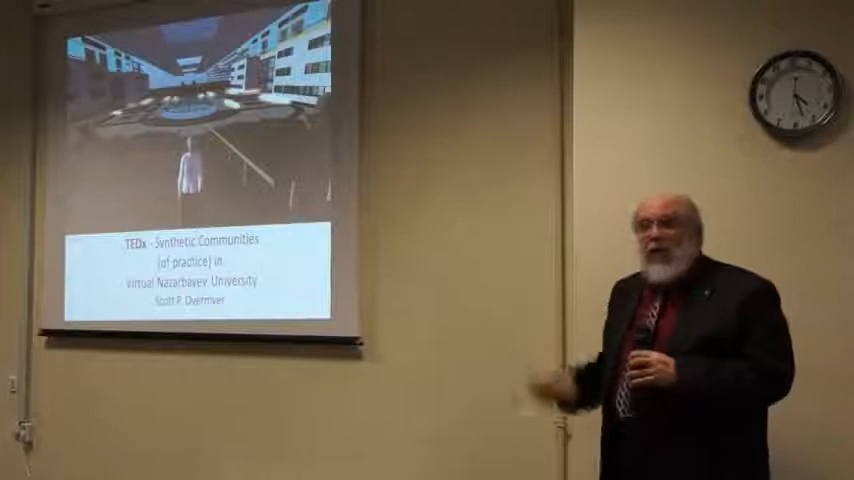 TEDx - Synthetic Communities
(of practice) in
Virtual Nazarbayev University
Scott P. Overmyer